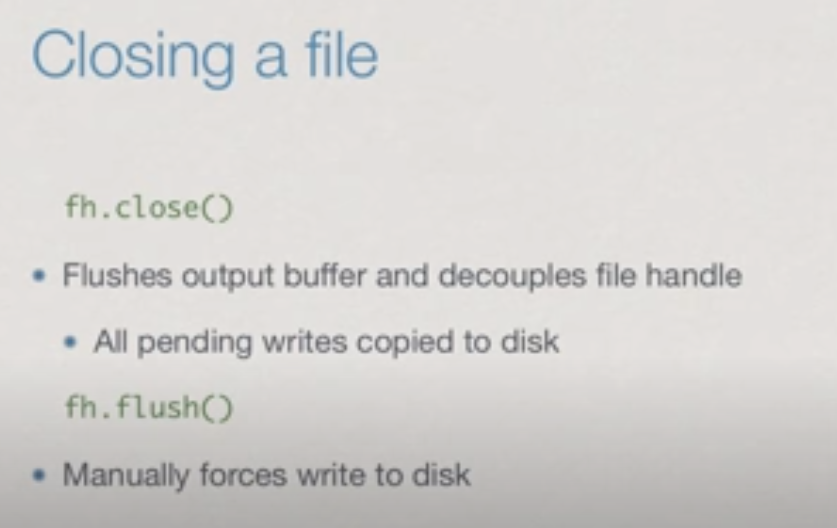 Closing a file
fh.close()
• Flushes output buffer and decouples file handle
• All pending writes copied to disk
fh.flush()
• Manually forces write to disk